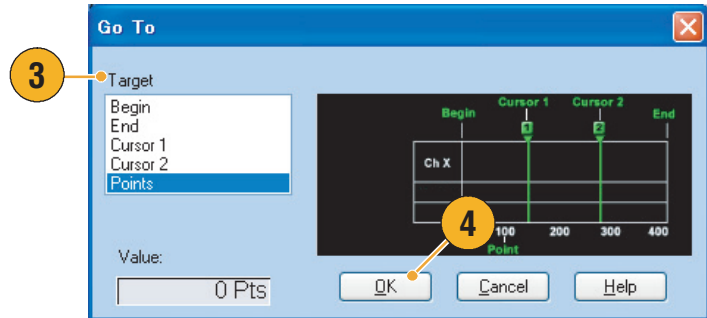 Go To
3
Target
Begin
End
Cursor 1
Cursor 2
Points
Begin Cursor 1 Cursor 2 End
1 2
Ch X
100 200 300 400
Point
4
Value:
0 Pts
OK Cancel Help